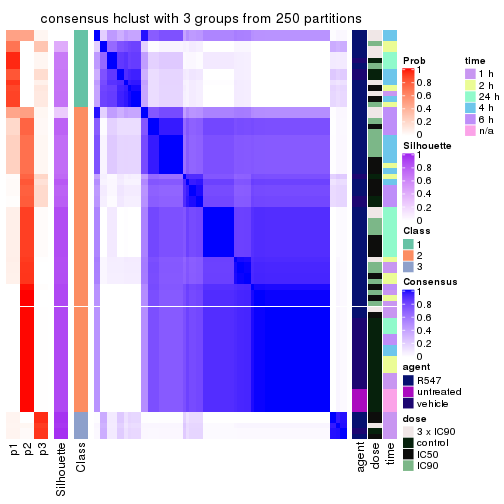 consensus hclust with 3 groups from 250 partitions
Prob
1
0.8
0.6
0.4
0.2
0
time
1 h
2 h
24 h
4 h
6 h
n/a
Silhouette
1
0.8
0.6
0.4
0.2
0
Class
1
2
3
Consensus
1
0.8
0.6
0.4
0.2
0
agent
R547
untreated
vehicle
dose
3 x IC90
control
IC50
IC90
p1
p2
p3
Silhouette
Class
agent
dose
time